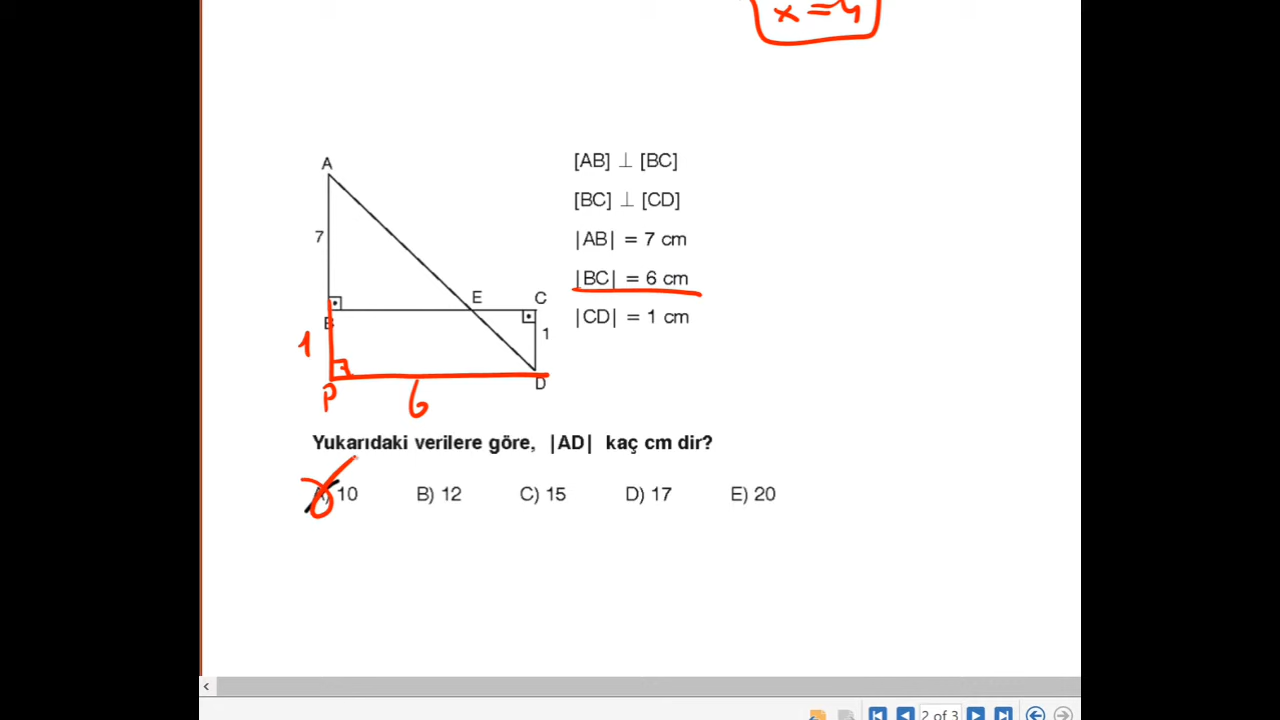 x = 4
A
[AB] ⊥ [BC]
[BC] ⊥ [CD]
7
|AB| = 7 cm
|BC| = 6 cm
E
C
B
|CD| = 1 cm
1
1
P
6
D
Yukarıdaki verilere göre, |AD| kaç cm dir?
A) 10 B) 12 C) 15 D) 17 E) 20
2 of 3